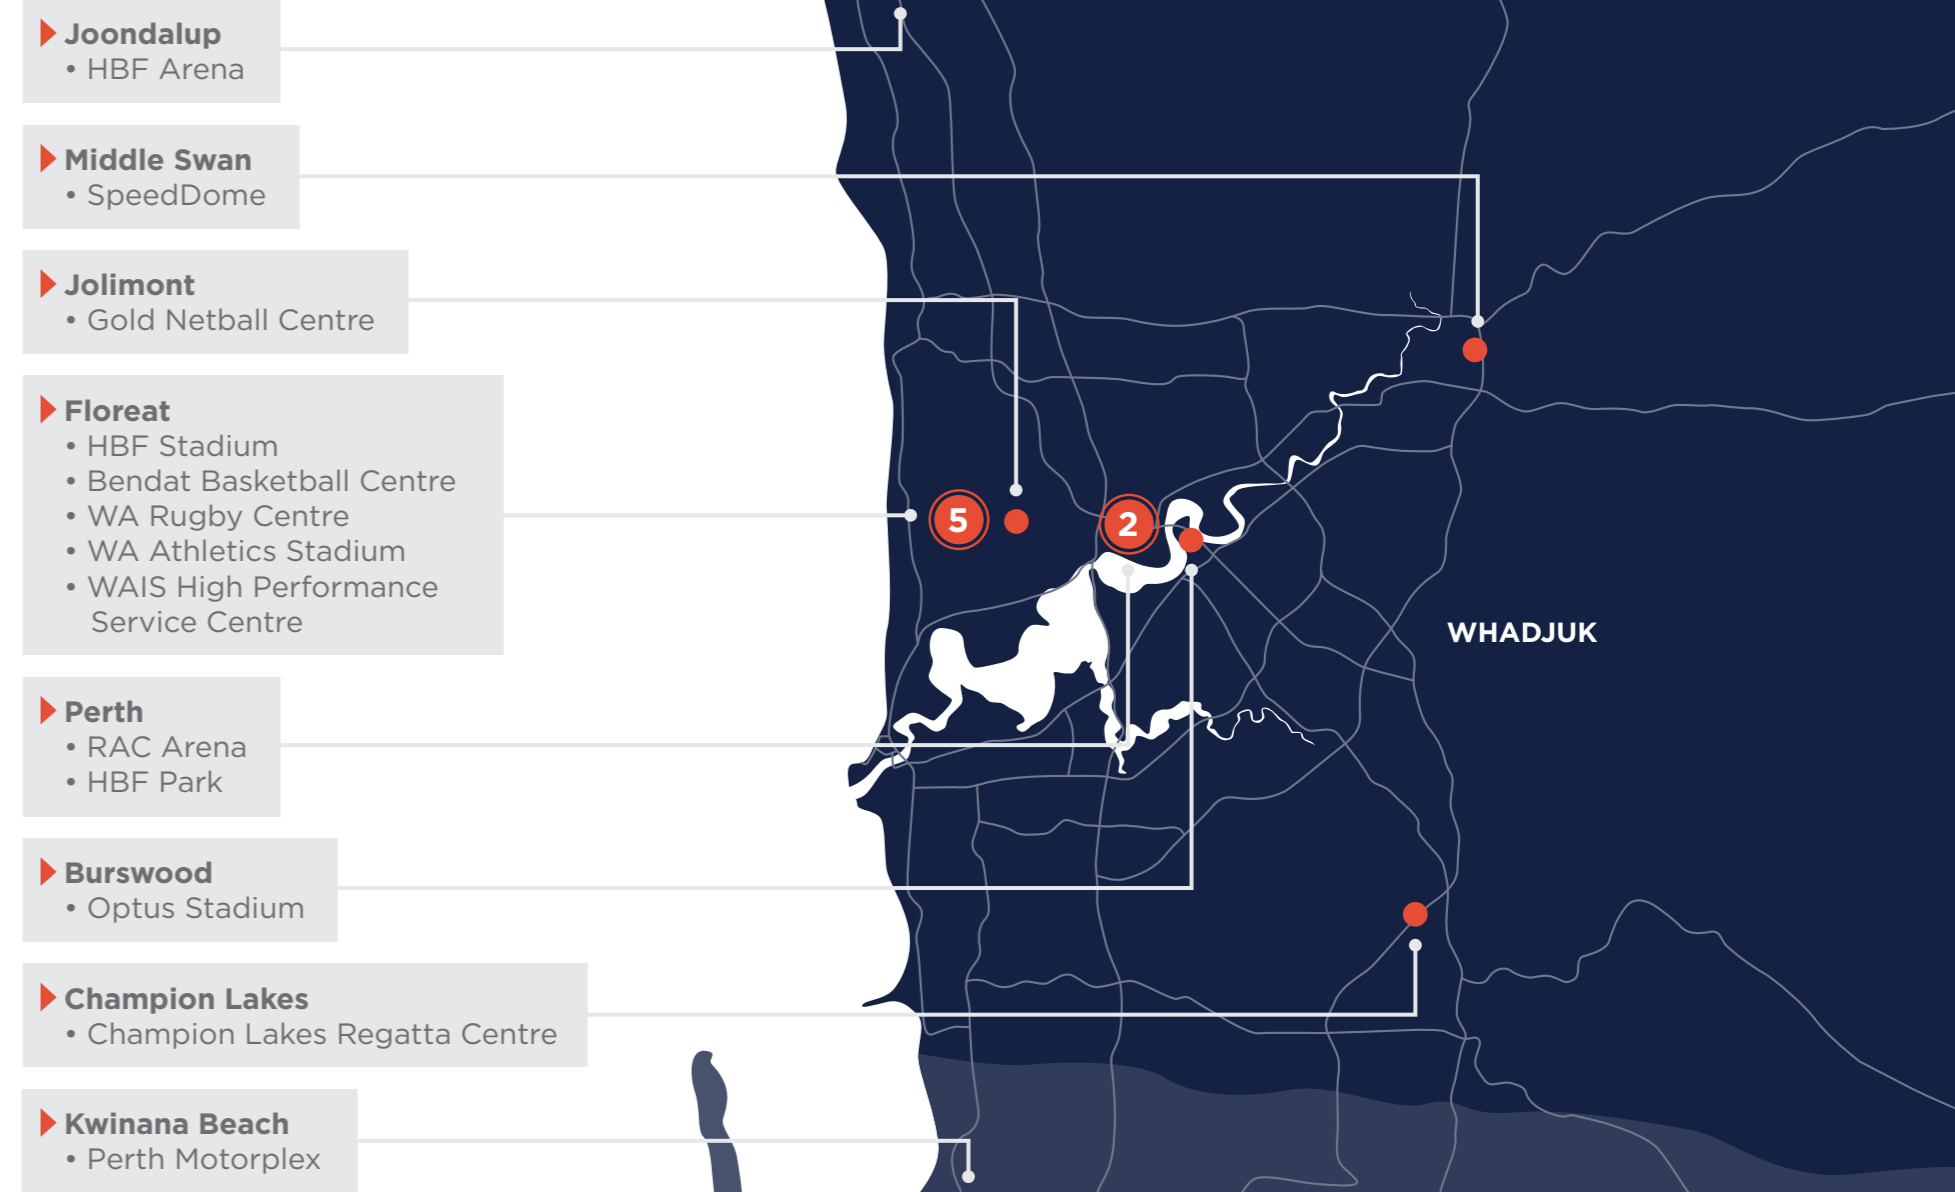 Joondalup
• HBF Arena
Middle Swan
• SpeedDome
Jolimont
• Gold Netball Centre
Floreat
• HBF Stadium
• Bendat Basketball Centre
• WA Rugby Centre
• WA Athletics Stadium
• WAIS High Performance
Service Centre
Perth
• RAC Arena
• HBF Park
Burswood
• Optus Stadium
Champion Lakes
• Champion Lakes Regatta Centre
Kwinana Beach
• Perth Motorplex
5
2
WHADJUK